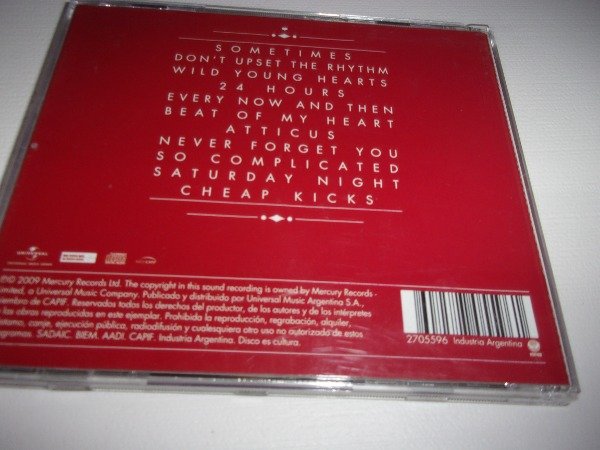 SOMETIMES
DON'T UPSET THE RHYTHM
WILD YOUNG HEARTS
24 HOURS
EVERY NOW AND THEN
BEAT OF MY HEART
ATTICUS
NEVER FORGET YOU
SO COMPLICATED
SATURDAY NIGHT
CHEAP KICKS
UNIVERSAL
2009 Mercury Records Ltd. The copyright in this sound recording is owned by Mercury Records
imited, a Universal Music Company. Publicado y distribuido por Universal Music Argentina S.A.,
iembro de CAPIF. Reservados todos los derechos del productor, de los autores y de los intérpretes
las obras reproducidas en este ejemplar. Prohibida la reproducción, regrabación, alquiler,
éstamo, canje, ejecución pública, radiodifusión y cualesquiera otro uso no autorizado de estos
ogramas. SADAIC. BIEM. AADI. CAPIF. Industria Argentina. Disco es cultura.
2705596 Industria Argentina